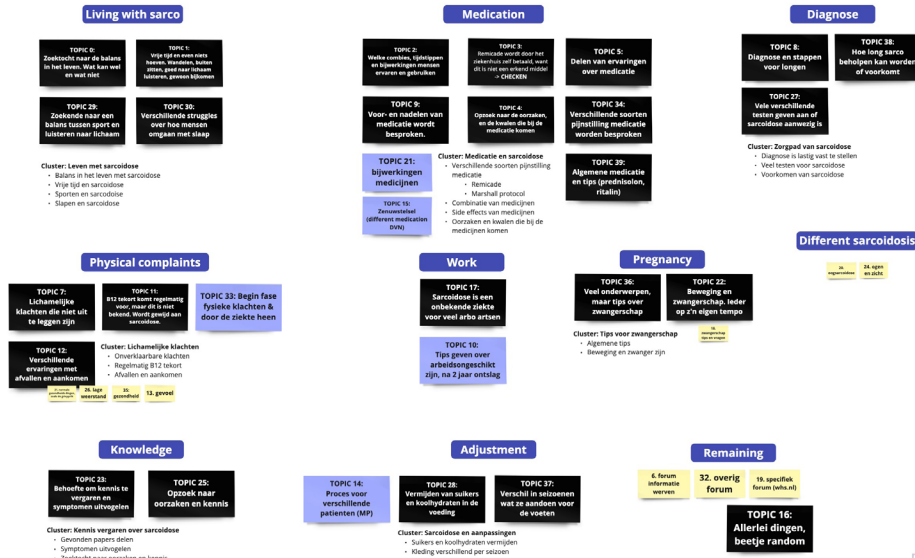 Living with sarco
TOPIC 0:
Zoektocht naar de balans
in het leven. Wat kan wel
en wat niet
TOPIC 1:
Vrije tijd en even niets
hoeven. Wandelen, buiten
zitten, goed naar lichaam
luisteren, gewoon bijkomen
TOPIC 29:
Zoekende naar een
balans tussen sport en
luisteren naar lichaam
TOPIC 30:
Verschillende struggles
over hoe mensen
omgaan met slaap
Cluster: Leven met sarcoidose
Balans in het leven met sarcoidose
Vrije tijd en sarcoidose
Sporten en sarcodoise
Slapen en sarcoidose
Medication
TOPIC 2:
Welke combies, tijdstippen
en bijwerkingen mensen
ervaren en gebruiken
TOPIC 3:
Remicade wordt door het
ziekenhuis zelf betaald, want
dit is niet een erkend middel
-> CHECKEN
TOPIC 5:
Delen van ervaringen
over medicatie
TOPIC 9:
Voor- en nadelen van
medicatie wordt
besproken.
TOPIC 4:
Opzoek naar de oorzaken,
en de kwalen die bij de
medicatie komen
TOPIC 34:
Verschillende soorten
pijnstilling medicatie
worden besproken
TOPIC 21:
bijwerkingen
medicijnen
TOPIC 15:
Zenuwstelsel
(different medication
DVN)
Cluster: Medicatie en sarcoidose
Verschillende soorten pijnstilling
medicatie
Remicade
Marshall protocol
Combinatie van medicijnen
Side effects van medicijnen
Oorzaken en kwalen die bij de
medicijnen komen
TOPIC 39:
Algemene medicatie
en tips (prednisolon,
ritalin)
Diagnose
TOPIC 8:
Diagnose en stappen
voor longen
TOPIC 38:
Hoe long sarco
beholpen kan worden
of voorkomt
TOPIC 27:
Vele verschillende
testen geven aan of
sarcoidose aanwezig is
Cluster: Zorgpad van sarcoidose
Diagnose is lastig vast te stellen
Veel testen voor sarcoidose
Voorkomen van sarcoidose
Physical complaints
TOPIC 7:
Lichamelijke
klachten die niet uit
te leggen zijn
TOPIC 11:
B12 tekort komt regelmatig
voor, maar dit is niet
bekend. Wordt gewijd aan
sarcoidose.
TOPIC 33: Begin fase
fysieke klachten &
door de ziekte heen
TOPIC 12:
Verschillende
ervaringen met
afvallen en aankomen
Cluster: Lichamelijke klachten
Onverklaarbare klachten
Regelmatig B12 tekort
Afvallen en aankomen
26. lage
weerstand
35:
gezondheid
13. gevoel
Work
TOPIC 17:
Sarcoidose is een
onbekende ziekte
voor veel arbo artsen
TOPIC 10:
Tips geven over
arbeidsongeschikt
zijn, na 2 jaar ontslag
Pregnancy
TOPIC 36:
Veel onderwerpen,
maar tips over
zwangerschap
TOPIC 22:
Beweging en
zwangerschap. Ieder
op z'n eigen tempo
Cluster: Tips voor zwangerschap
Algemene tips
Beweging en zwanger zijn
zwangerschap
tips en vragen
Different sarcoidosis
oogsarcoidose
24. ogen
en zicht
Knowledge
TOPIC 23:
Behoefte om kennis te
vergaren en
symptomen uitvogelen
TOPIC 25:
Opzoek naar
oorzaken en kennis
Cluster: Kennis vergaren over sarcoidose
Gevonden papers delen
Symptomen uitvogelen
Zoektocht naar oorzaken en kennis
Adjustment
TOPIC 14:
Proces voor
verschillende
patienten (MP)
TOPIC 28:
Vermijden van suikers
en koolhydraten in de
voeding
TOPIC 37:
Verschil in seizoenen
wat ze aandoen voor
de voeten
Cluster: Sarcoidose en aanpassingen
Suikers en koolhydraten vermijden
Kleding verschillend per seizoen
Remaining
6. forum
informatie
werven
32. overig
forum
19. specifiek
forum (whs.nl)
TOPIC 16:
Allerlei dingen,
beetje random